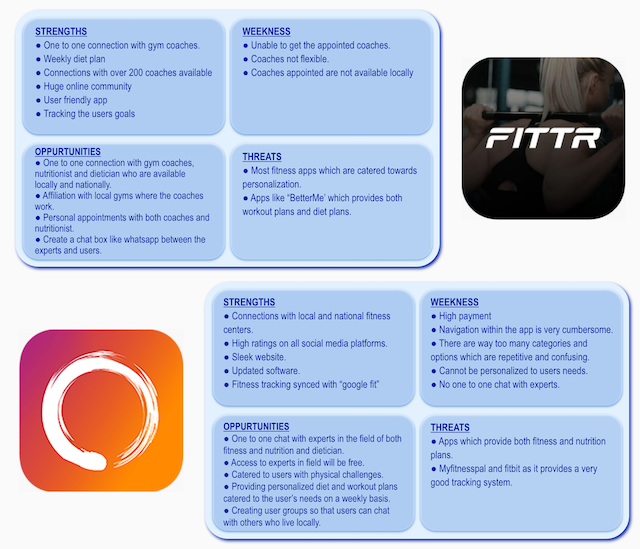 STRENGTHS
● One to one connection with gym coaches.
● Weekly diet plan
● Connections with over 200 coaches available
● Huge online community
● User friendly app
● Tracking the users goals
WEEKNESS
● Unable to get the appointed coaches.
● Coaches not flexible.
● Coaches appointed are not available locally
OPPURTUNITIES
● One to one connection with gym coaches,
nutritionist and dietician who are available
locally and nationally.
● Affiliation with local gyms where the coaches
work.
● Personal appointments with both coaches and
nutritionist.
● Create a chat box like whatsapp between the
experts and users.
THREATS
● Most fitness apps which are catered towards
personalization.
● Apps like “BetterMe’ which provides both
workout plans and diet plans.
FITTR
STRENGTHS
● Connections with local and national fitness
centers.
● High ratings on all social media platforms.
● Sleek website.
● Updated software.
● Fitness tracking synced with “google fit”
WEEKNESS
● High payment
● Navigation within the app is very cumbersome.
● There are way too many categories and
options which are repetitive and confusing.
● Cannot be personalized to users needs.
● No one to one chat with experts.
OPPURTUNITIES
● One to one chat with experts in the field of both
fitness and nutrition and dietician.
● Access to experts in field will be free.
● Catered to users with physical challenges.
● Providing personalized diet and workout plans
catered to the user’s needs on a weekly basis.
● Creating user groups so that users can chat
with others who live locally.
THREATS
● Apps which provide both fitness and nutrition
plans.
● Myfitnesspal and fitbit as it provides a very
good tracking system.